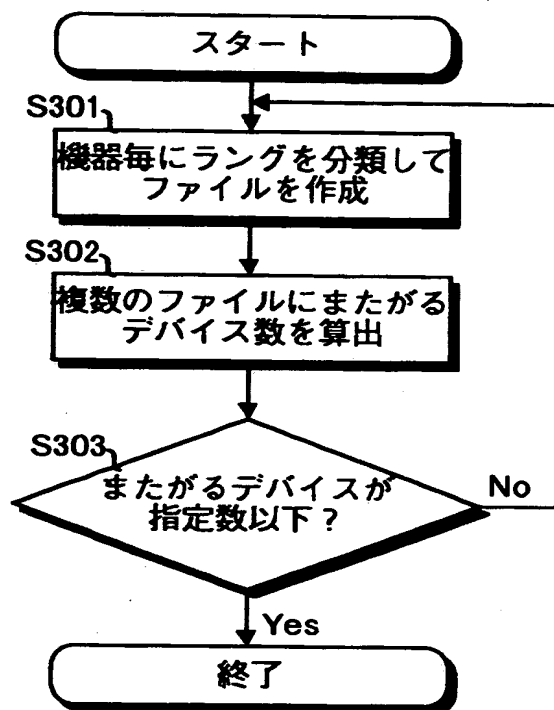 スタート
S301
機器毎にラングを分類して
ファイルを作成
S302
複数のファイルにまたがる
デバイス数を算出
S303
またがるデバイスが
指定数以下？
No
Yes
終了